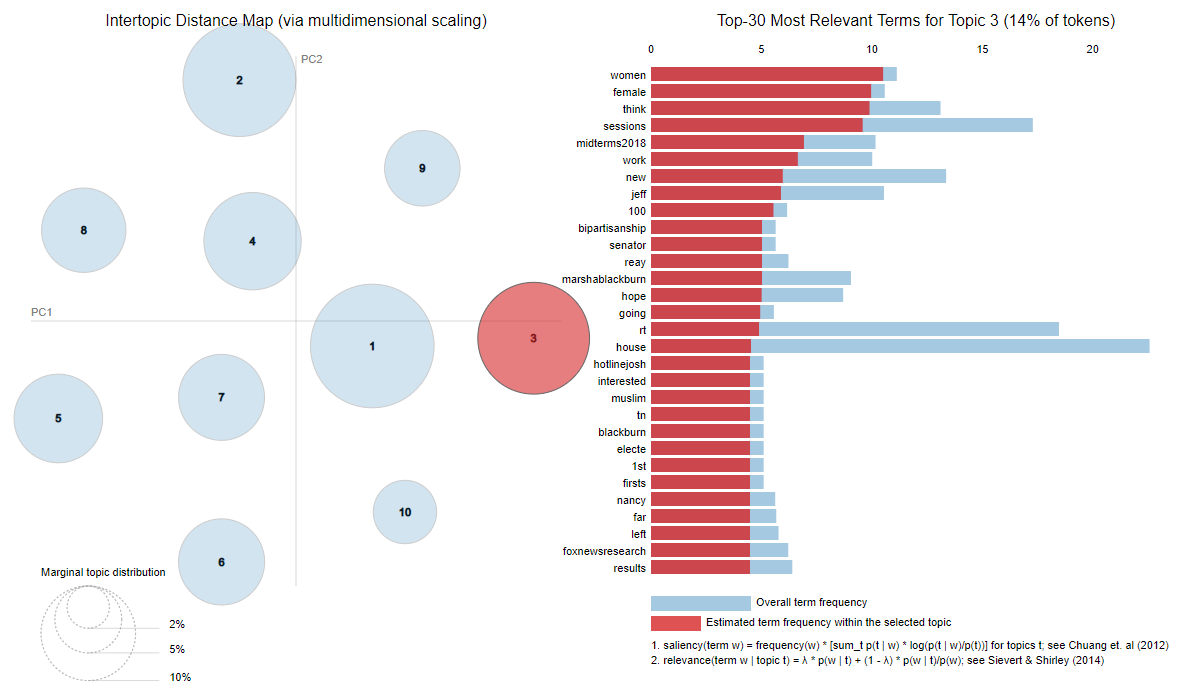 Intertopic Distance Map (via multidimensional scaling)
PC2
2
9
8
4
PC1
1
3
7
5
10
6
Marginal topic distribution
2%
5%
10%
Top-30 Most Relevant Terms for Topic 3 (14% of tokens)
0 5 10 15 20
women
female
think
sessions
midterms2018
work
new
jeff
100
bipartisanship
senator
reay
marshablackburn
hope
going
rt
house
hotlinejosh
interested
muslim
tn
blackburn
electe
1st
firsts
nancy
far
left
foxnewsresearch
results
Overall term frequency
Estimated term frequency within the selected topic
1. saliency(term w) = frequency(w) * [sum_t p(t | w) * log(p(t | w)/p(t))] for topics t; see Chuang et. al (2012)
2. relevance(term w | topic t) = λ * p(w | t) + (1 - λ) * p(w | t)/p(w); see Sievert & Shirley (2014)